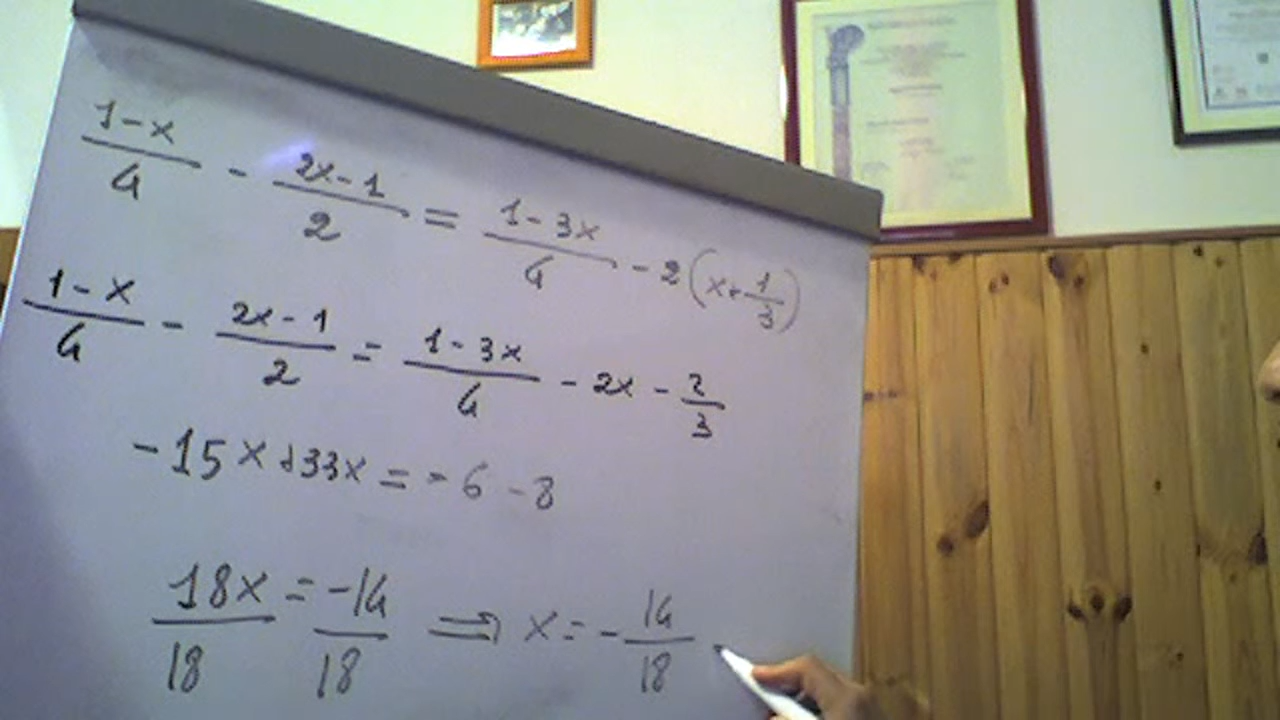 (1-x)/4 - (2x-1)/2 = (1-3x)/4 - 2(x+1/3)
(1-x)/4 - (2x-1)/2 = (1-3x)/4 - 2x - 2/3
-15x+33x = -6-8
18x/18 = -14/18 ⇒ x = -14/18